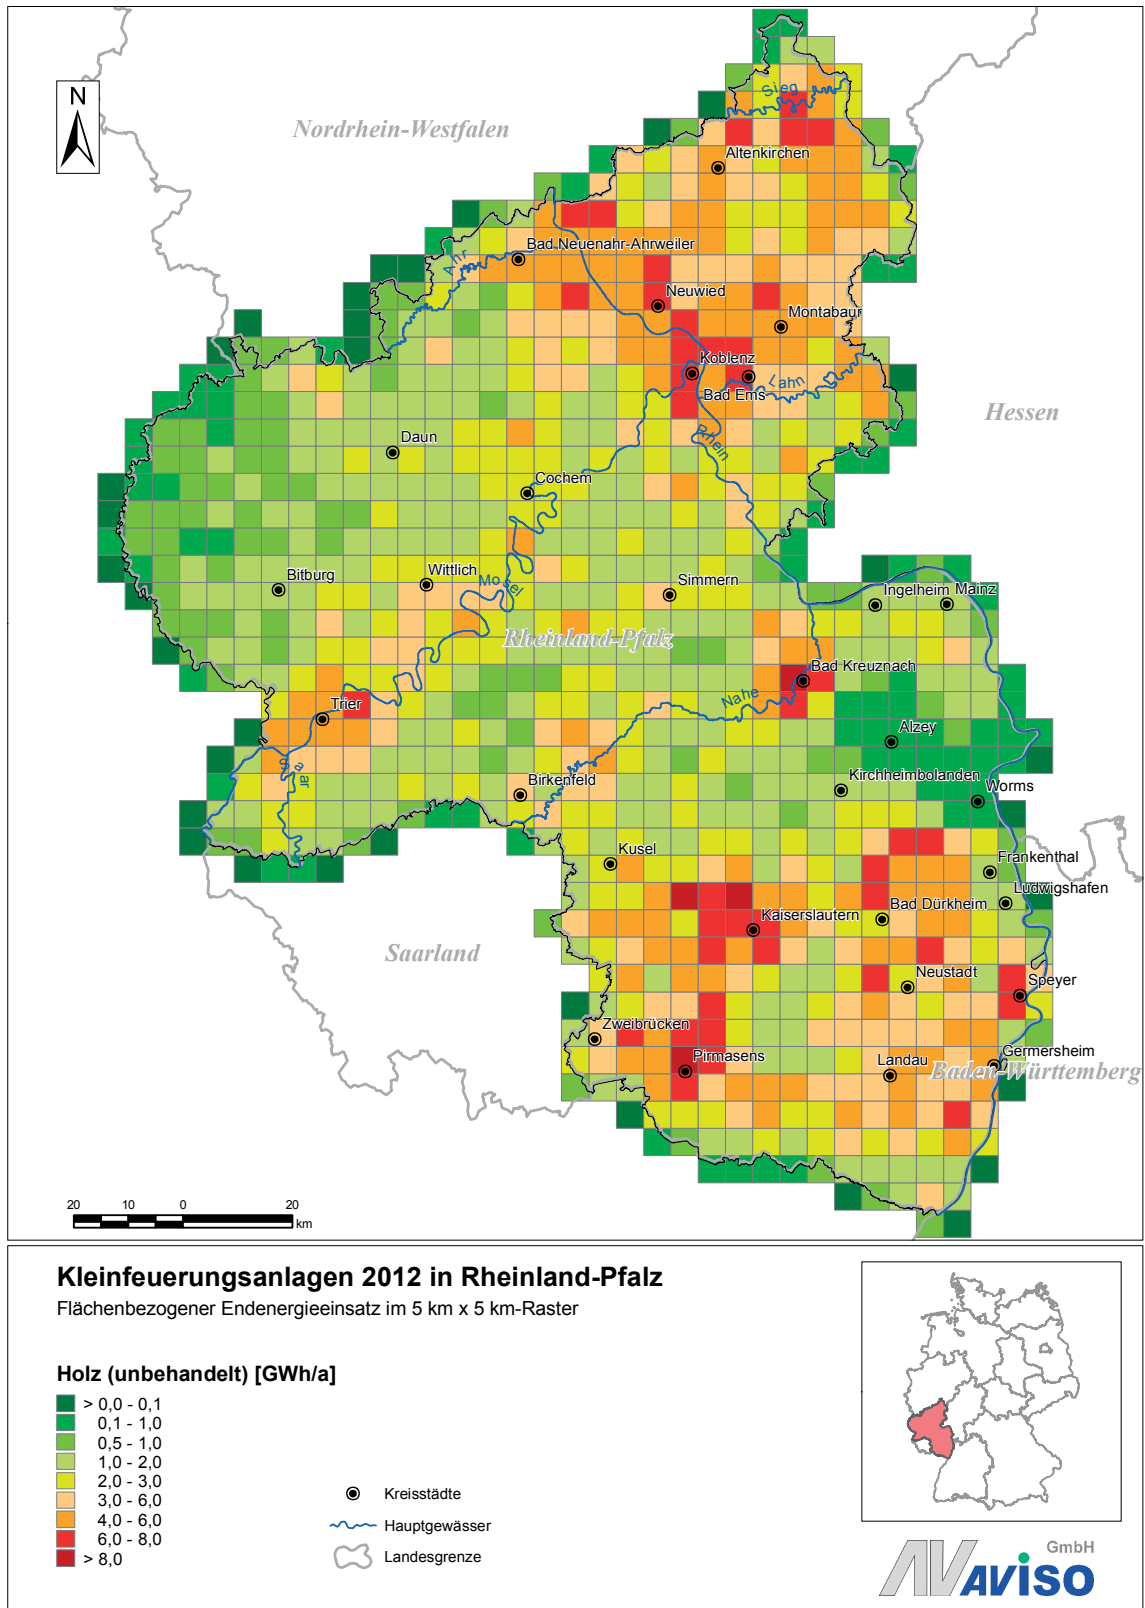 N
Nordrhein-Westfalen
Sieg
Altenkirchen
Ahr
Bad Neuenahr-Ahrweiler
Neuwied
Montabaur
Koblenz
Bad Ems
Lahn
Hessen
Rhein
Daun
Cochem
Bitburg
Wittlich
Mosel
Simmern
Ingelheim
Mainz
Rheinland-Pfalz
Bad Kreuznach
Nahe
Trier
Alzey
Saar
Birkenfeld
Kirchheimbolanden
Worms
Kusel
Frankenthal
Ludwigshafen
Kaiserslautern
Bad Dürkheim
Saarland
Neustadt
Speyer
Zweibrücken
Pirmasens
Landau
Germersheim
Baden-Württemberg
20 10 0 20
km
Kleinfeuerungsanlagen 2012 in Rheinland-Pfalz
Flächenbezogener Endenergieeinsatz im 5 km x 5 km-Raster
Holz (unbehandelt) [GWh/a]
> 0,0 - 0,1
0,1 - 1,0
0,5 - 1,0
1,0 - 2,0
2,0 - 3,0
3,0 - 6,0
4,0 - 6,0
6,0 - 8,0
> 8,0
Kreisstädte
Hauptgewässer
Landesgrenze
GmbH
AVISO